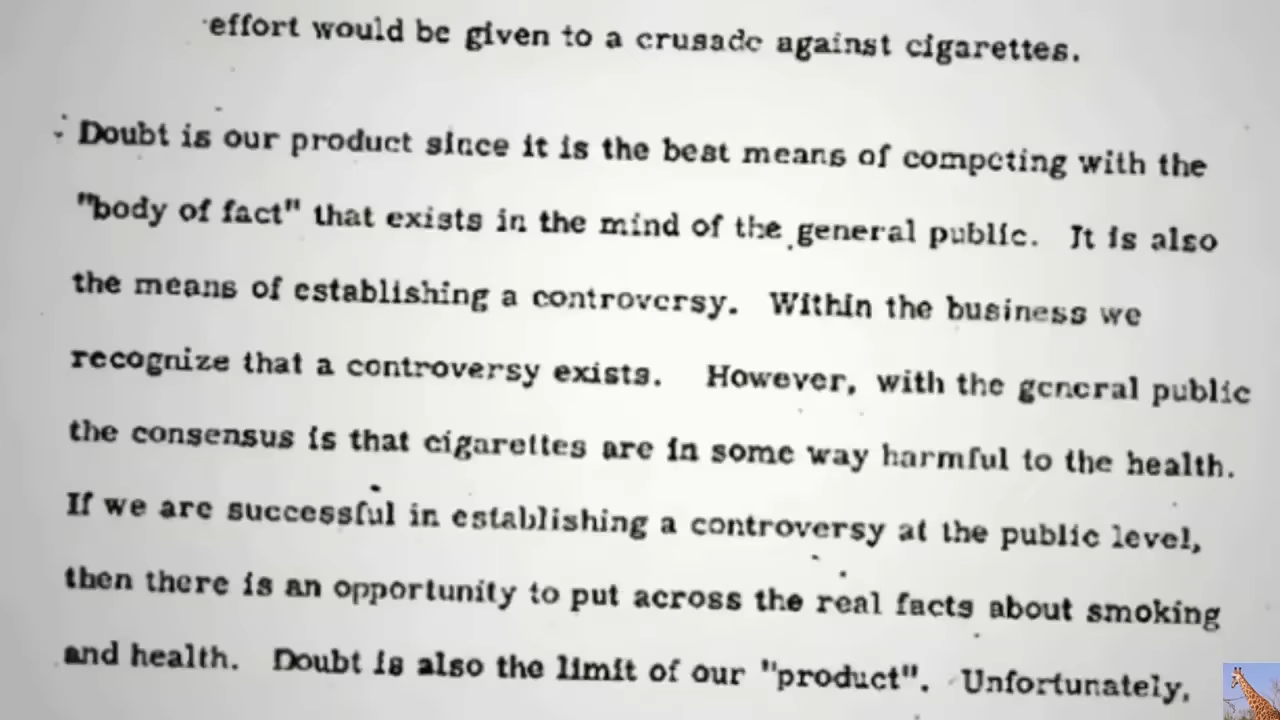 effort would be given to a crusade against cigarettes.
Doubt is our product since it is the best means of competing with the
"body of fact" that exists in the mind of the general public. It is also
the means of establishing a controversy. Within the business we
recognize that a controversy exists. However, with the general public
the consensus is that cigarettes are in some way harmful to the health.
If we are successful in establishing a controversy at the public level,
then there is an opportunity to put across the real facts about smoking
and health. Doubt is also the limit of our "product". Unfortunately,